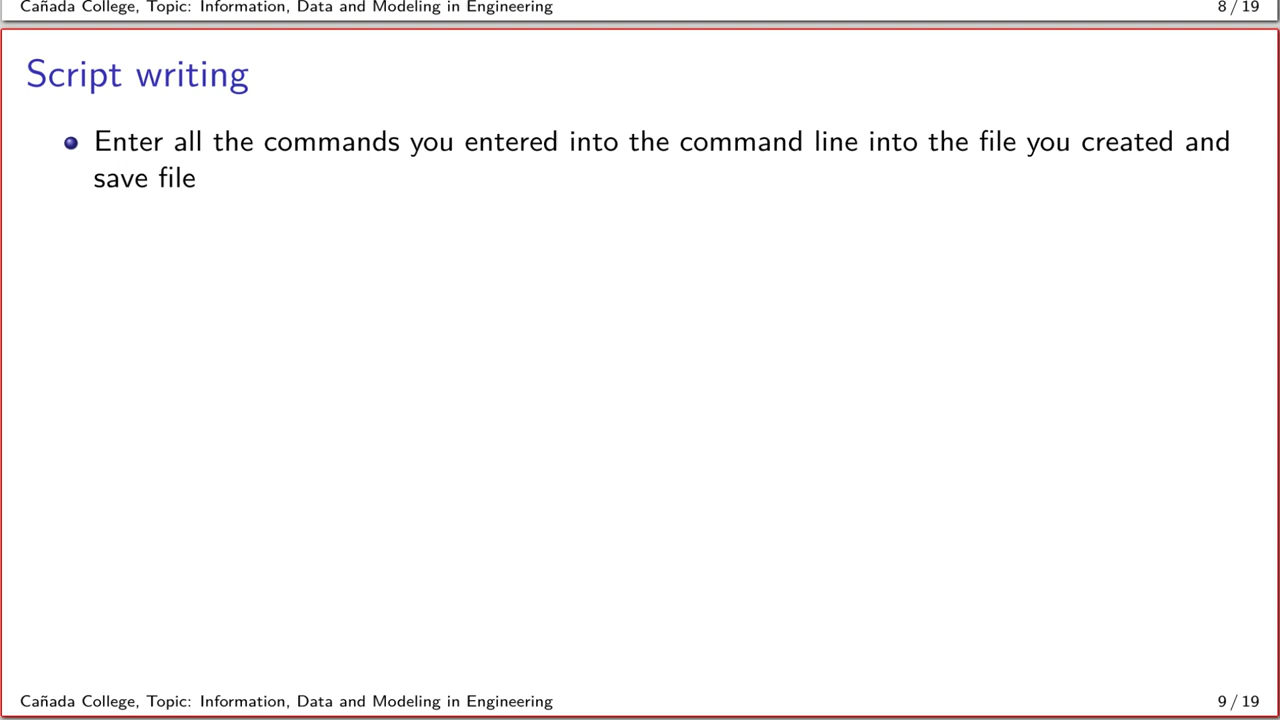 Cañada College, Topic: Information, Data and Modeling in Engineering 8 / 19
Script writing
Enter all the commands you entered into the command line into the file you created and
save file
Cañada College, Topic: Information, Data and Modeling in Engineering 9 / 19